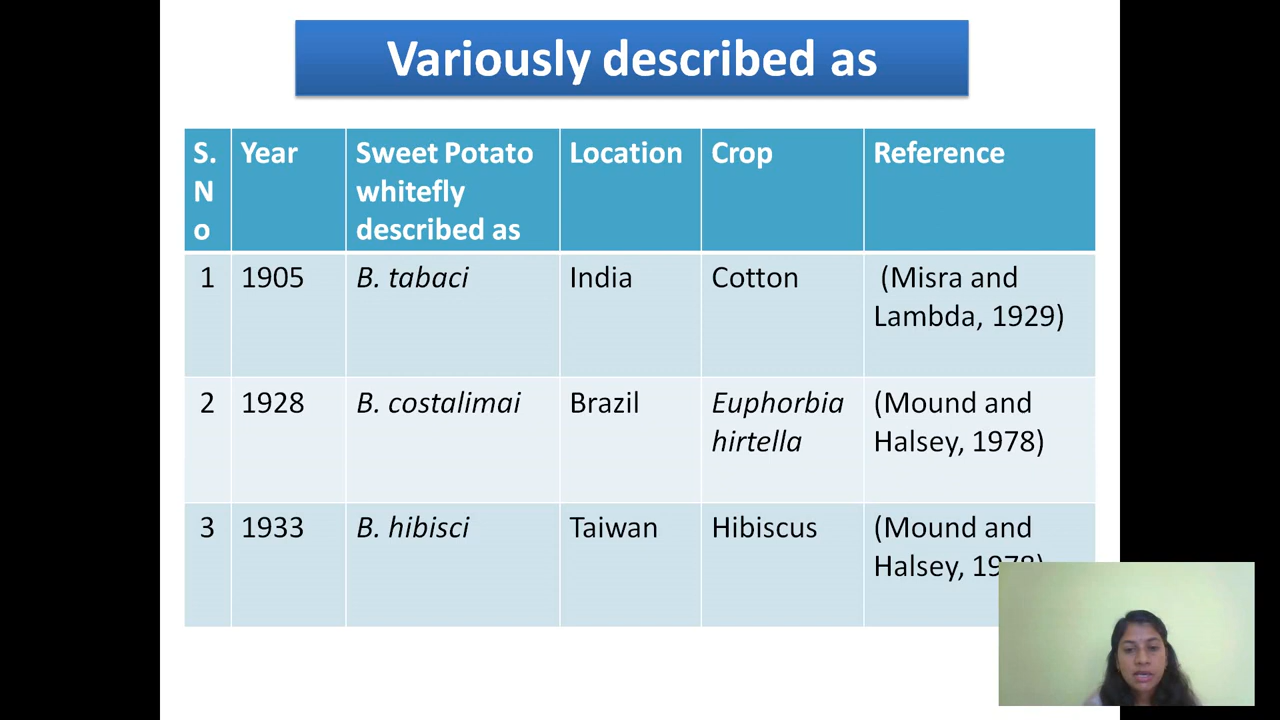 Variously described as
S. Year Sweet Potato Location Crop Reference
N whitefly
o described as
1 1905 B. tabaci India Cotton (Misra and
Lambda, 1929)
2 1928 B. costalimai Brazil Euphorbia (Mound and
hirtella Halsey, 1978)
3 1933 B. hibisci Taiwan Hibiscus (Mound and
Halsey, 1978)